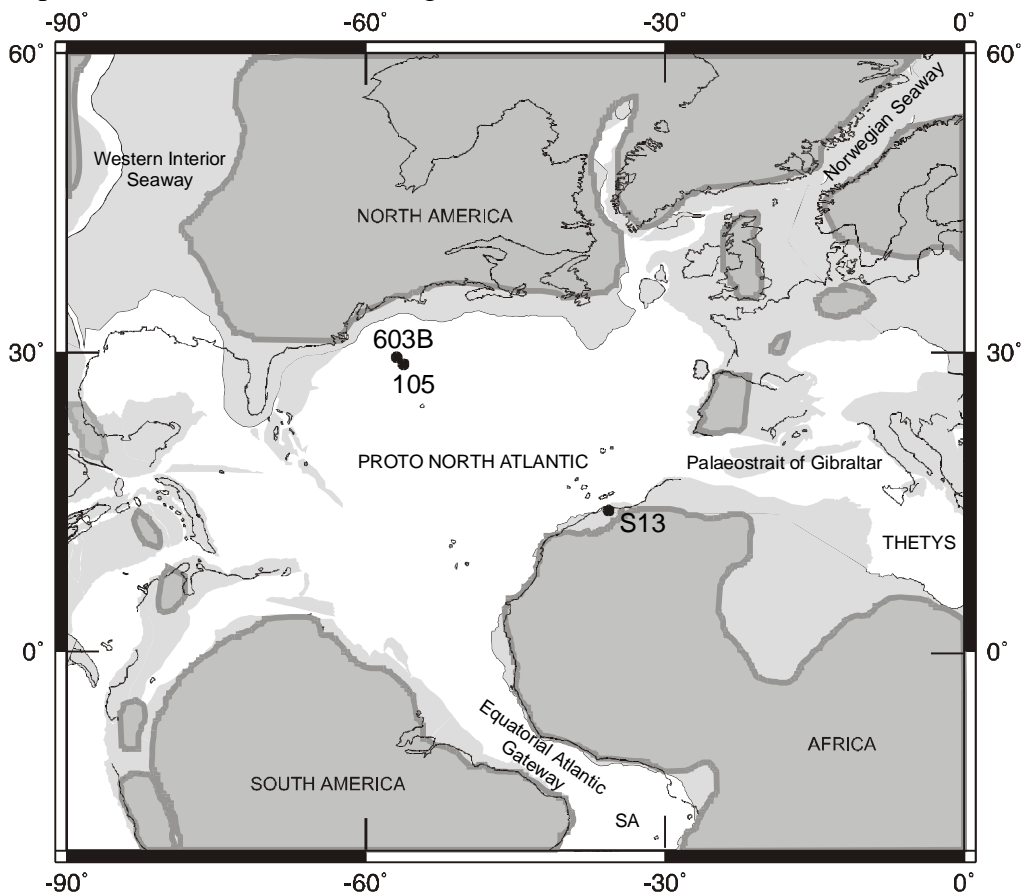 -90˚ -60˚ -30˚ 0˚
60˚ 60˚
Western Interior
Seaway
Norwegian Seaway
NORTH AMERICA
30˚ 30˚
603B
105
PROTO NORTH ATLANTIC
Palaeostrait of Gibraltar
S13
THETYS
0˚ 0˚
Equatorial Atlantic
Gateway
AFRICA
SOUTH AMERICA
SA
-90˚ -60˚ -30˚ 0˚